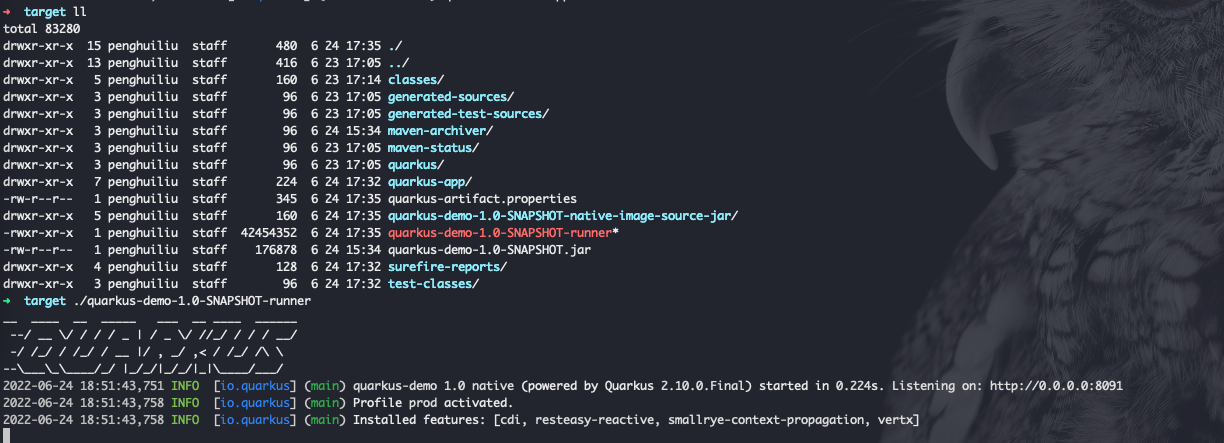 ➜  target ll
total 83280
drwxr-xr-x  15 penghuiliu  staff       480  6 24 17:35 ./
drwxr-xr-x  13 penghuiliu  staff       416  6 23 17:05 ../
drwxr-xr-x   5 penghuiliu  staff       160  6 23 17:14 classes/
drwxr-xr-x   3 penghuiliu  staff        96  6 23 17:05 generated-sources/
drwxr-xr-x   3 penghuiliu  staff        96  6 23 17:05 generated-test-sources/
drwxr-xr-x   3 penghuiliu  staff        96  6 24 15:34 maven-archiver/
drwxr-xr-x   3 penghuiliu  staff        96  6 23 17:05 maven-status/
drwxr-xr-x   3 penghuiliu  staff        96  6 23 17:05 quarkus/
drwxr-xr-x   7 penghuiliu  staff       224  6 24 17:32 quarkus-app/
-rw-r--r--   1 penghuiliu  staff       345  6 24 17:35 quarkus-artifact.properties
drwxr-xr-x   5 penghuiliu  staff       160  6 24 17:35 quarkus-demo-1.0-SNAPSHOT-native-image-source-jar/
-rwxr-xr-x   1 penghuiliu  staff  42454352  6 24 17:35 quarkus-demo-1.0-SNAPSHOT-runner*
-rw-r--r--   1 penghuiliu  staff    176878  6 24 15:34 quarkus-demo-1.0-SNAPSHOT.jar
drwxr-xr-x   4 penghuiliu  staff       128  6 24 17:32 surefire-reports/
drwxr-xr-x   3 penghuiliu  staff        96  6 24 17:32 test-classes/
➜  target ./quarkus-demo-1.0-SNAPSHOT-runner
__  ____  __  _____   ___  __ ____  ______
 --/ __ \/ / / / _ | / _ \/ //_/ / / / __/
 -/ /_/ / /_/ / __ |/ , _/ ,< / /_/ /\ \
--\___\_\____/_/ |_/_/|_/_/|_|\____/___/
2022-06-24 18:51:43,751 INFO  [io.quarkus] (main) quarkus-demo 1.0 native (powered by Quarkus 2.10.0.Final) started in 0.224s. Listening on: http://0.0.0.0:8091
2022-06-24 18:51:43,758 INFO  [io.quarkus] (main) Profile prod activated.
2022-06-24 18:51:43,758 INFO  [io.quarkus] (main) Installed features: [cdi, resteasy-reactive, smallrye-context-propagation, vertx]